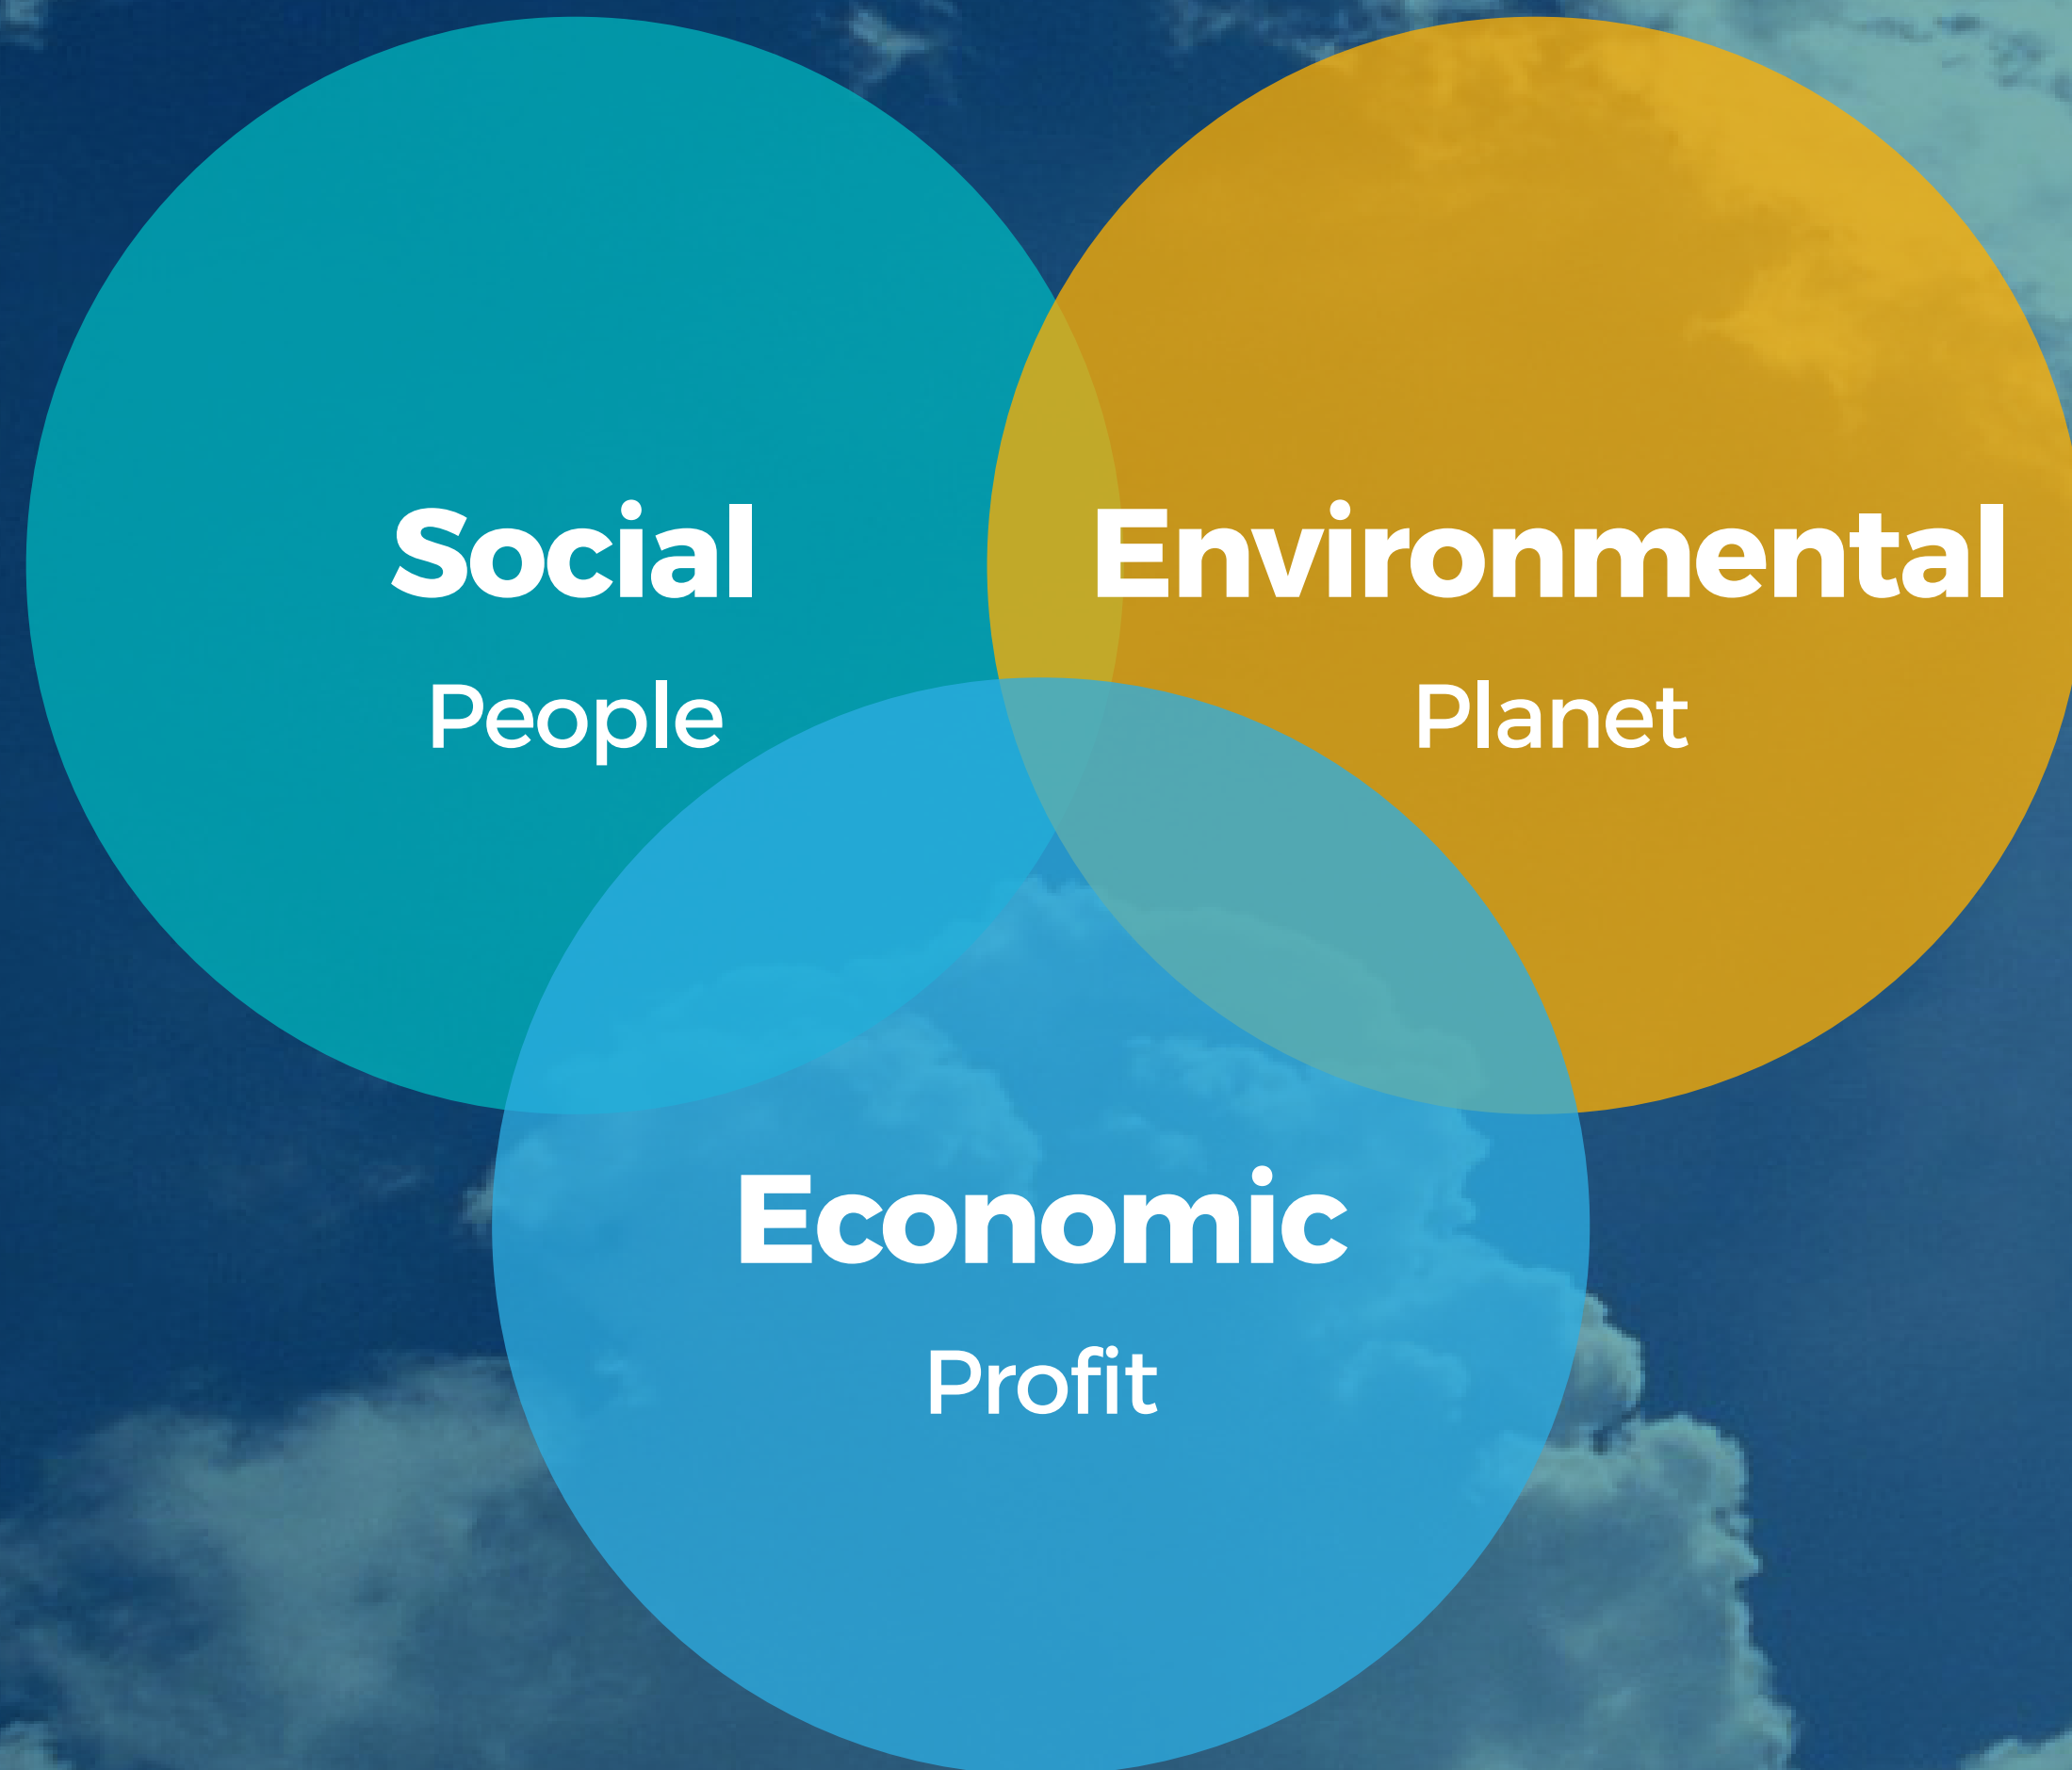 Social
People
Environmental
Planet
Economic
Profit